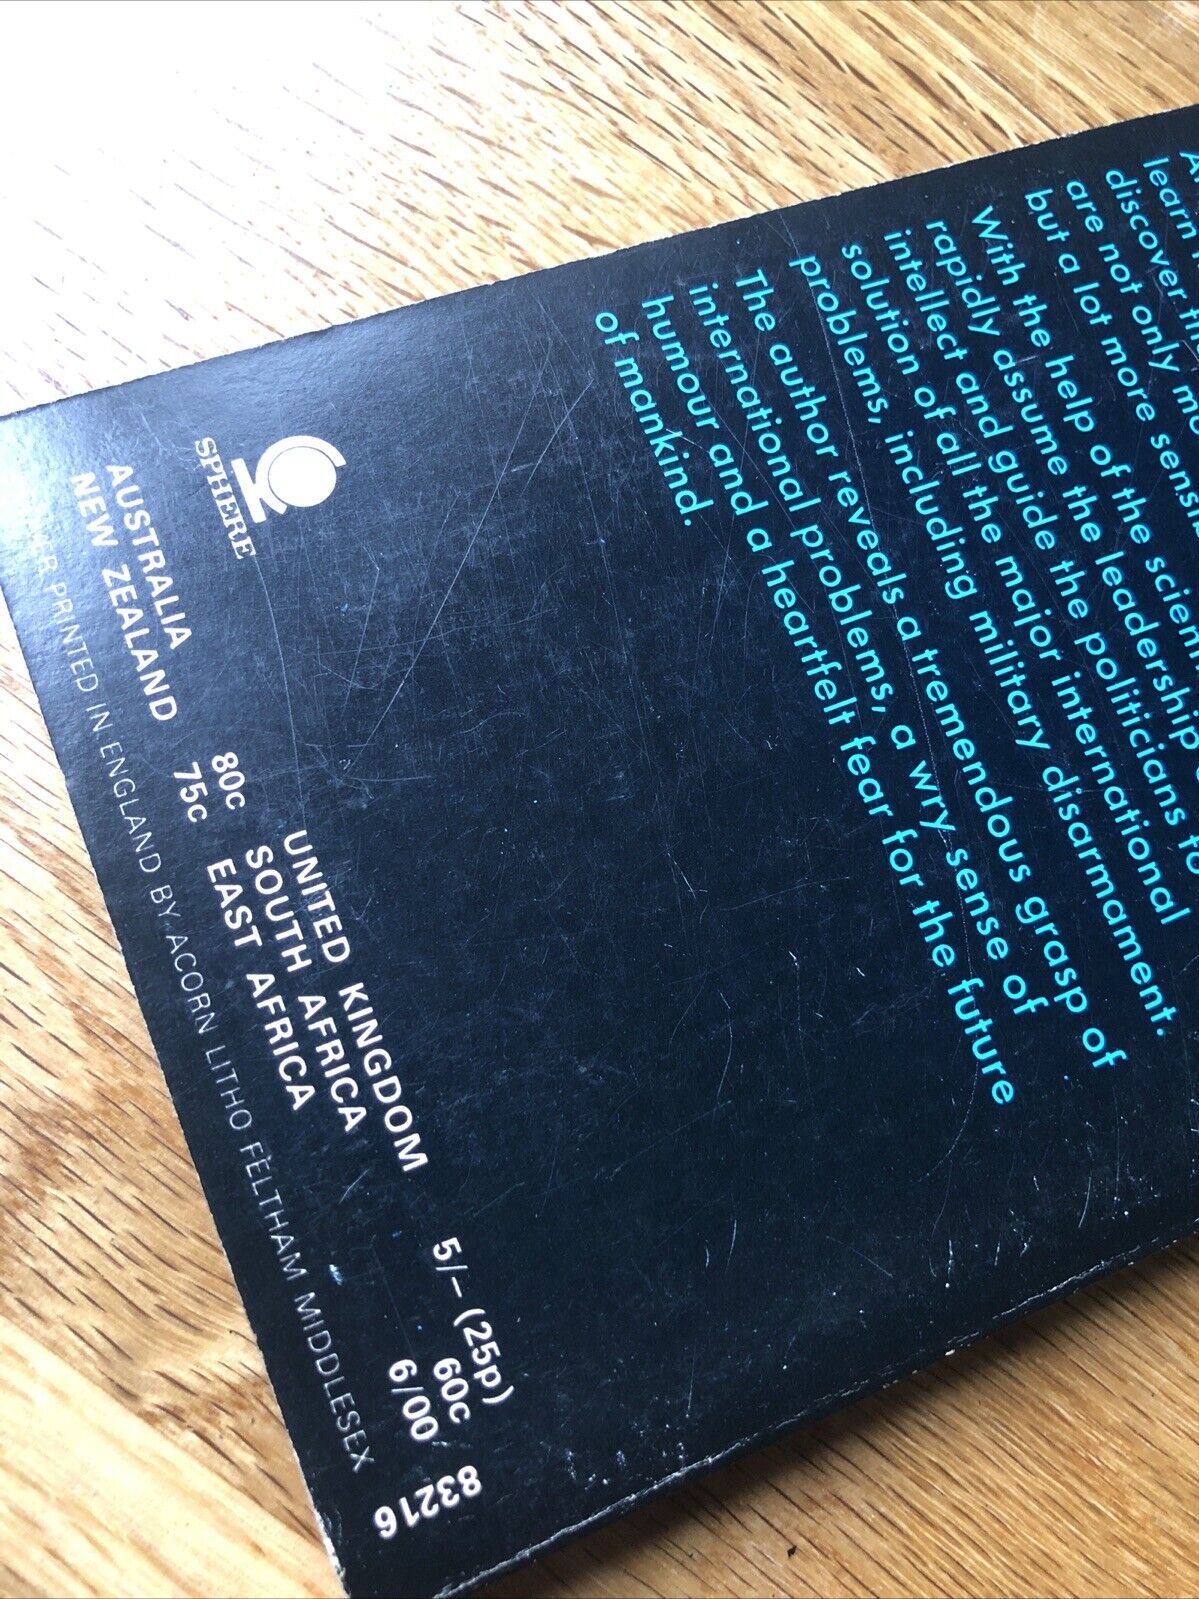 learn
discover
are not only
but a lot more
With the help of the
rapidly assume the leadership
intellect and guide the politicians to
solution of all the major international
problems, including military disarmament.
The author reveals a tremendous grasp of
international problems, a wry sense of
humour and a heartfelt fear for the future
of mankind.
SPHERE
UNITED KINGDOM 5/– (25p)
AUSTRALIA 80c SOUTH AFRICA 60c
NEW ZEALAND 75c EAST AFRICA 6/00
83216
PRINTED IN ENGLAND BY ACORN LITHO FELTHAM MIDDLESEX